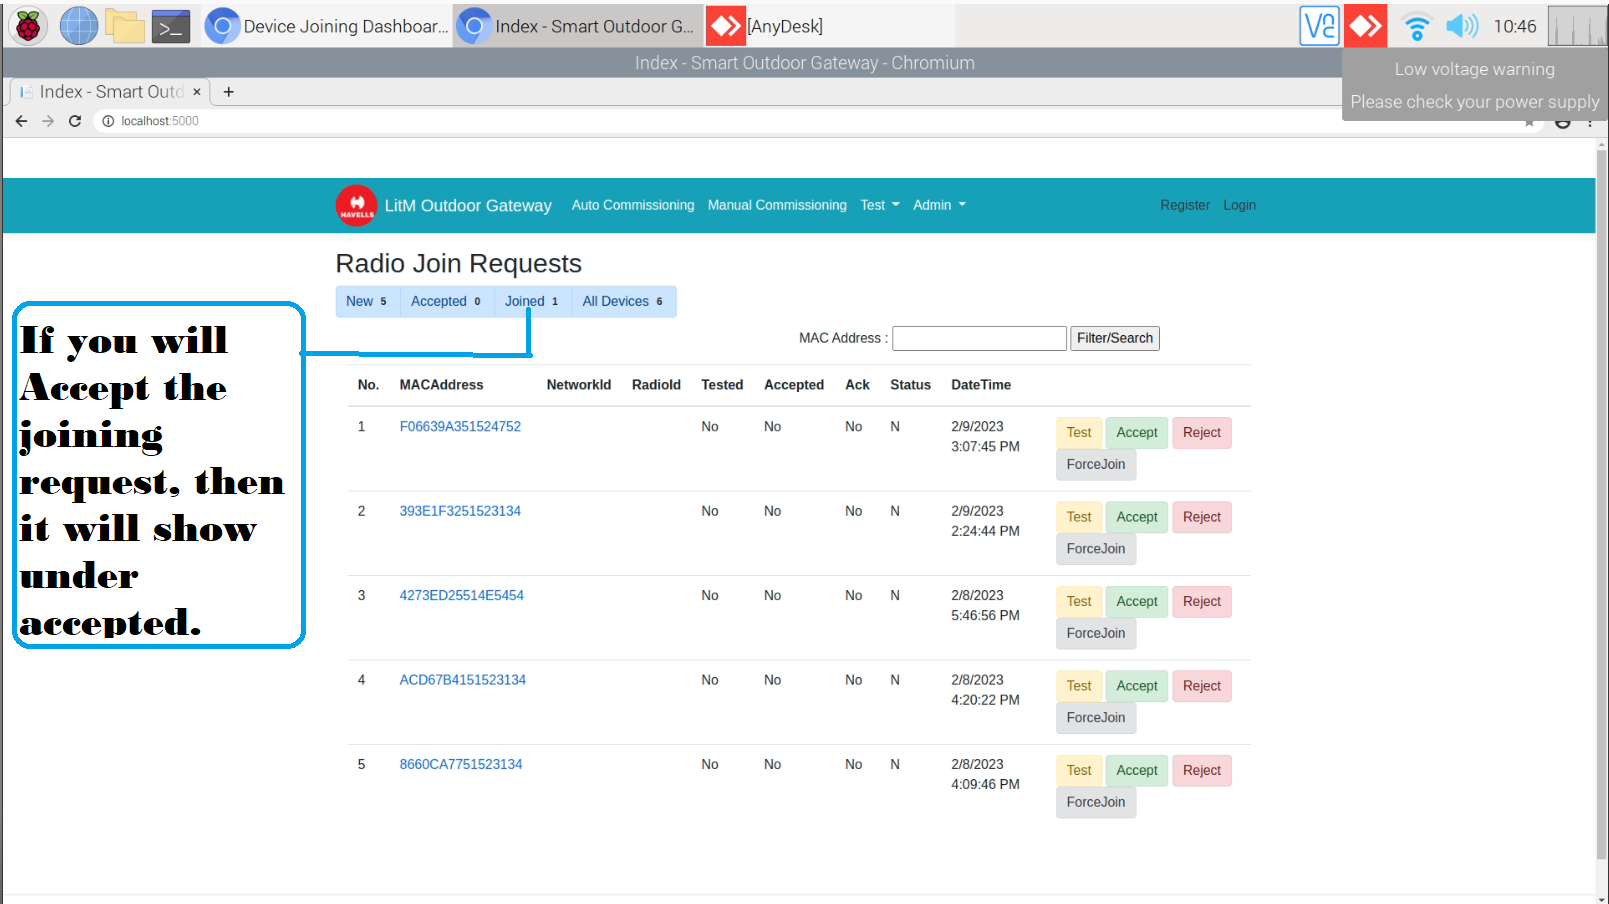 Device Joining Dashboar...
Index - Smart Outdoor G...
[AnyDesk]
10:46
Index - Smart Outdoor Gateway - Chromium
Low voltage warning
Please check your power supply
Index - Smart Outd
localhost:5000
HAVELLS
LitM Outdoor Gateway
Auto Commissioning
Manual Commissioning
Test
Admin
Register
Login
Radio Join Requests
New 5
Accepted 0
Joined 1
All Devices 6
If you will
Accept the
joining
request, then
it will show
under
accepted.
MAC Address :
Filter/Search
No. MACAddress NetworkId RadioId Tested Accepted Ack Status DateTime
1 F06639A351524752 No No No N 2/9/2023 3:07:45 PM Test Accept Reject
ForceJoin
2 393E1F3251523134 No No No N 2/9/2023 2:24:44 PM Test Accept Reject
ForceJoin
3 4273ED25514E5454 No No No N 2/8/2023 5:46:56 PM Test Accept Reject
ForceJoin
4 ACD67B4151523134 No No No N 2/8/2023 4:20:22 PM Test Accept Reject
ForceJoin
5 8660CA7751523134 No No No N 2/8/2023 4:09:46 PM Test Accept Reject
ForceJoin